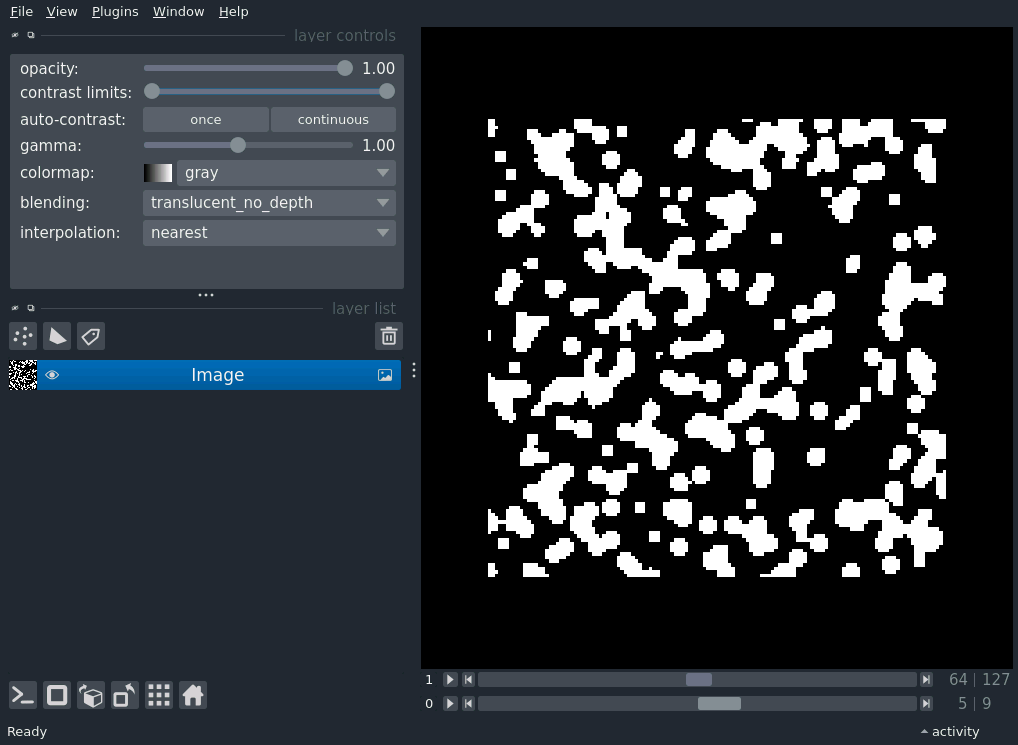 File View Plugins Window Help
layer controls
opacity: 1.00
contrast limits:
auto-contrast: once continuous
gamma: 1.00
colormap: gray
blending: translucent_no_depth
interpolation: nearest
layer list
Image
1 64 | 127
0 5 | 9
Ready activity